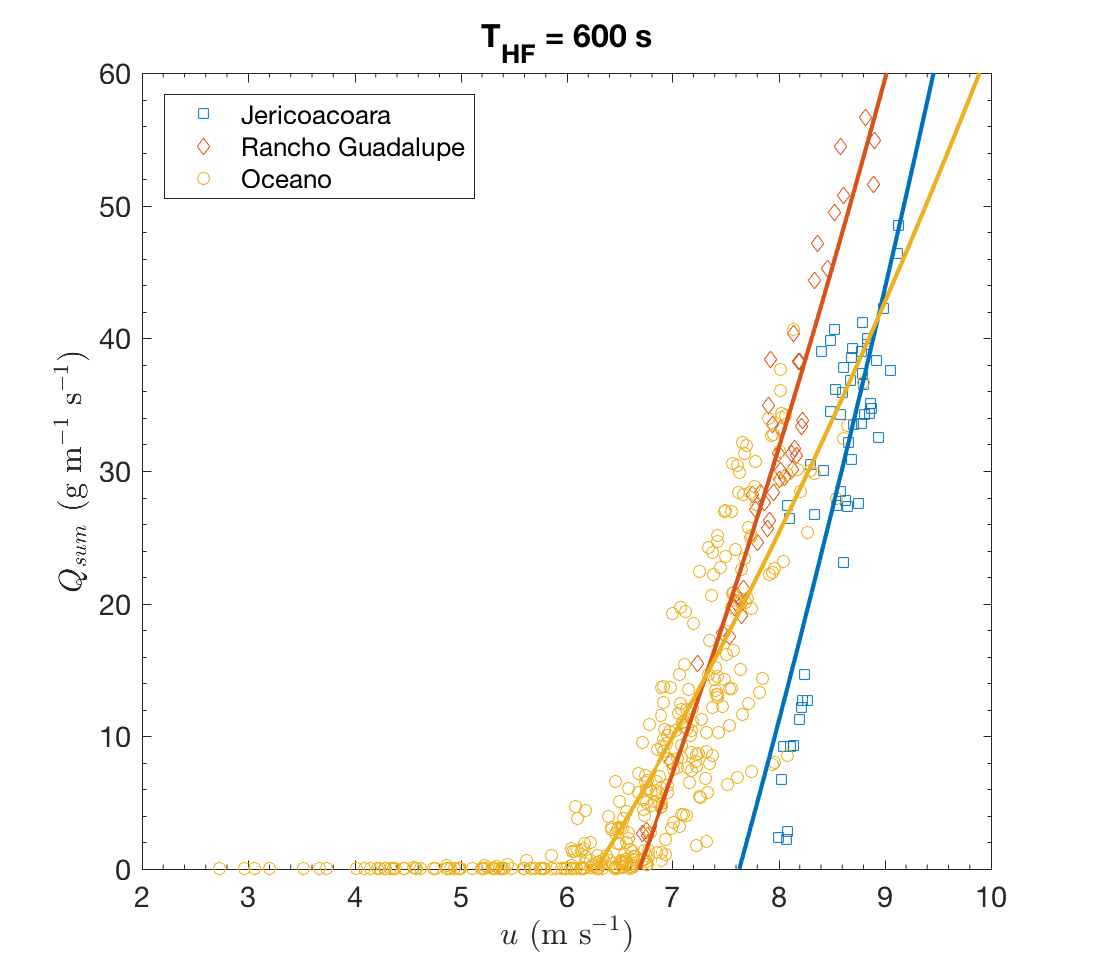 T_HF = 600 s
60
50
40
30
20
10
0
Q_sum (g m⁻¹ s⁻¹)
Jericoacoara
Rancho Guadalupe
Oceano
2 3 4 5 6 7 8 9 10
u (m s⁻¹)